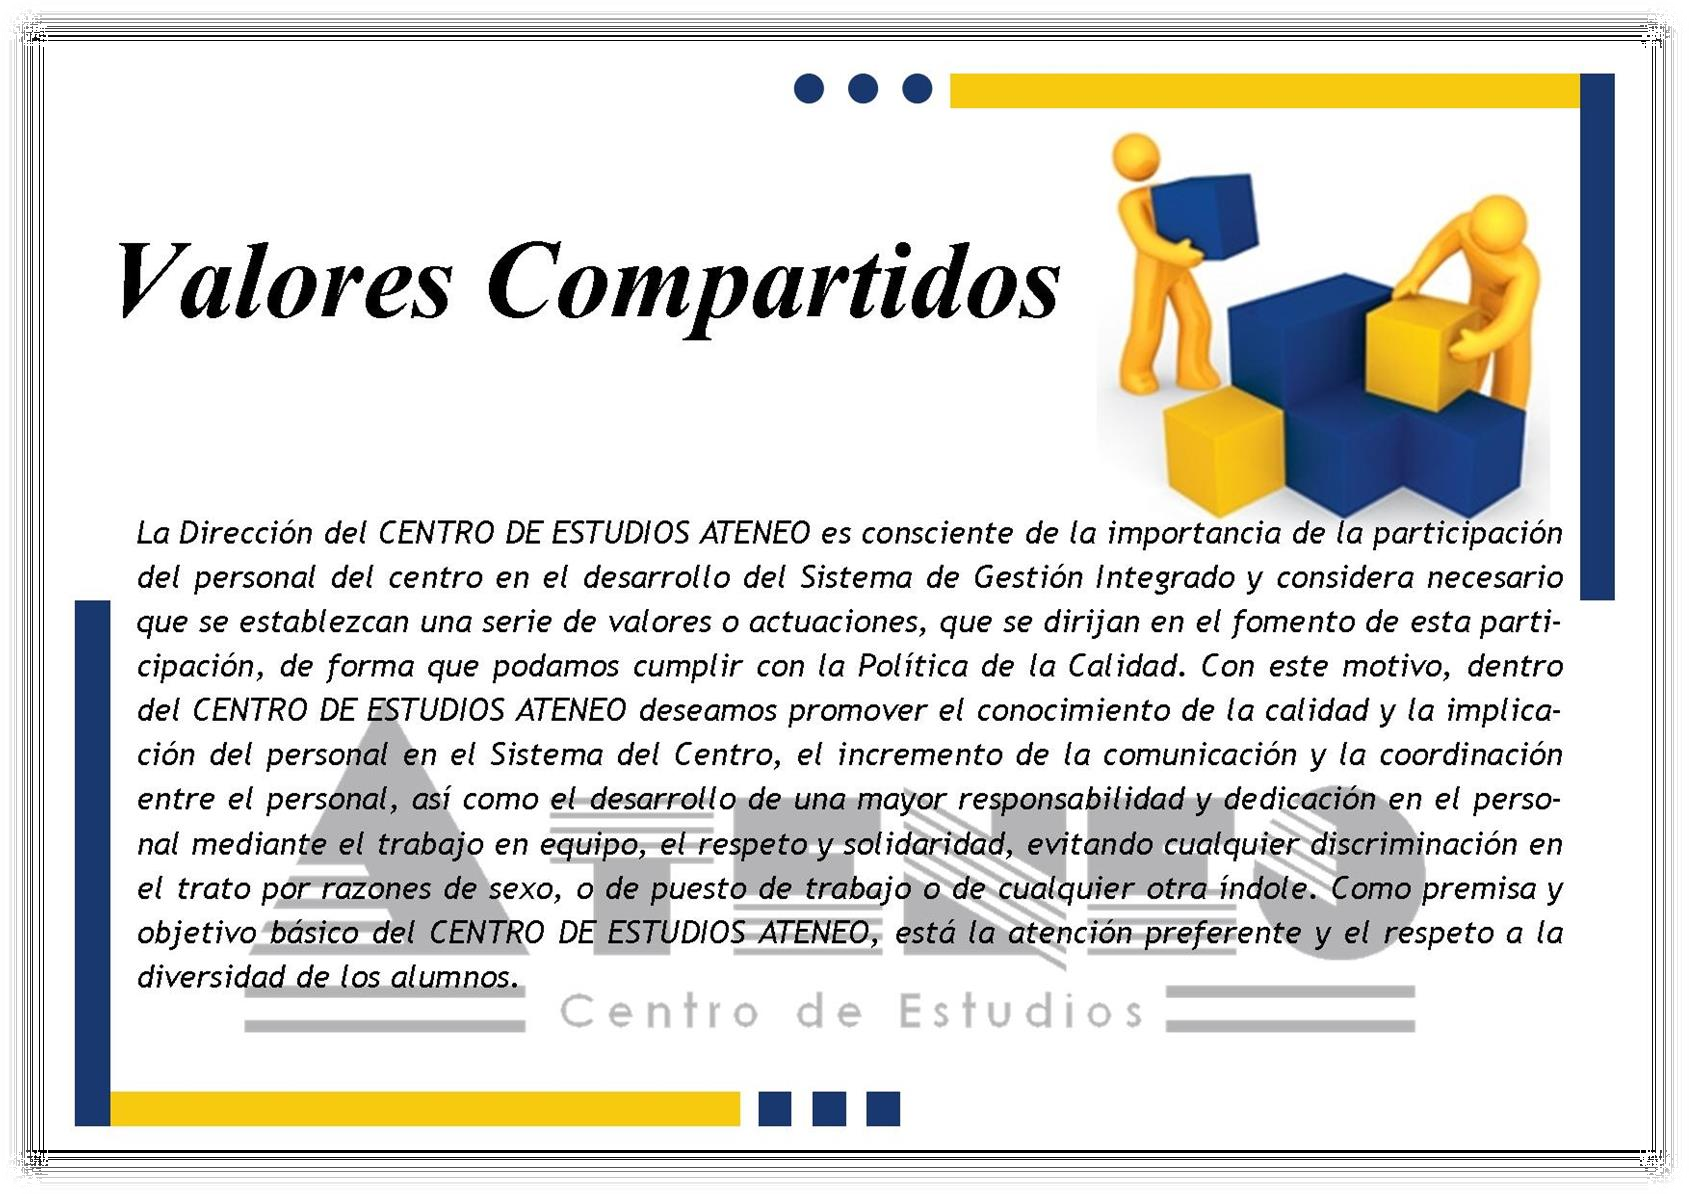 Valores Compartidos
La Dirección del CENTRO DE ESTUDIOS ATENEO es consciente de la importancia de la participación
del personal del centro en el desarrollo del Sistema de Gestión Integrado y considera necesario
que se establezcan una serie de valores o actuaciones, que se dirijan en el fomento de esta parti-
cipación, de forma que podamos cumplir con la Política de la Calidad. Con este motivo, dentro
del CENTRO DE ESTUDIOS ATENEO deseamos promover el conocimiento de la calidad y la implica-
ción del personal en el Sistema del Centro, el incremento de la comunicación y la coordinación
entre el personal, así como el desarrollo de una mayor responsabilidad y dedicación en el perso-
nal mediante el trabajo en equipo, el respeto y solidaridad, evitando cualquier discriminación en
el trato por razones de sexo, o de puesto de trabajo o de cualquier otra índole. Como premisa y
objetivo básico del CENTRO DE ESTUDIOS ATENEO, está la atención preferente y el respeto a la
diversidad de los alumnos.
ATENEO
Centro de Estudios